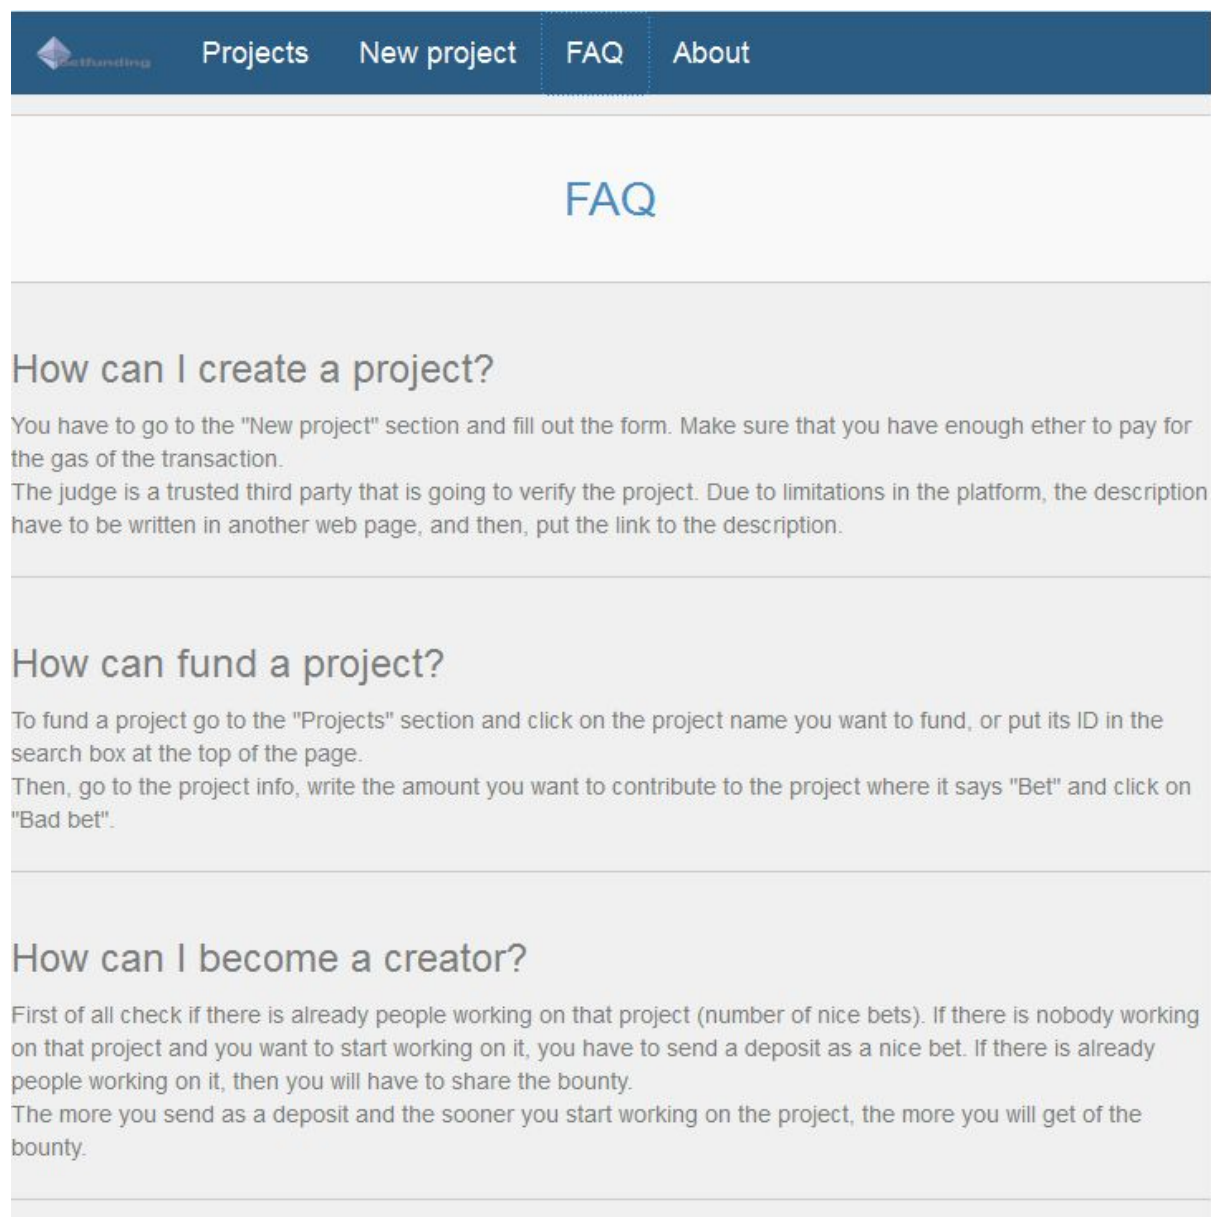 etfunding
Projects
New project
FAQ
About
FAQ
How can I create a project?
You have to go to the "New project" section and fill out the form. Make sure that you have enough ether to pay for
the gas of the transaction.
The judge is a trusted third party that is going to verify the project. Due to limitations in the platform, the description
have to be written in another web page, and then, put the link to the description.
How can fund a project?
To fund a project go to the "Projects" section and click on the project name you want to fund, or put its ID in the
search box at the top of the page.
Then, go to the project info, write the amount you want to contribute to the project where it says "Bet" and click on
"Bad bet".
How can I become a creator?
First of all check if there is already people working on that project (number of nice bets). If there is nobody working
on that project and you want to start working on it, you have to send a deposit as a nice bet. If there is already
people working on it, then you will have to share the bounty.
The more you send as a deposit and the sooner you start working on the project, the more you will get of the
bounty.